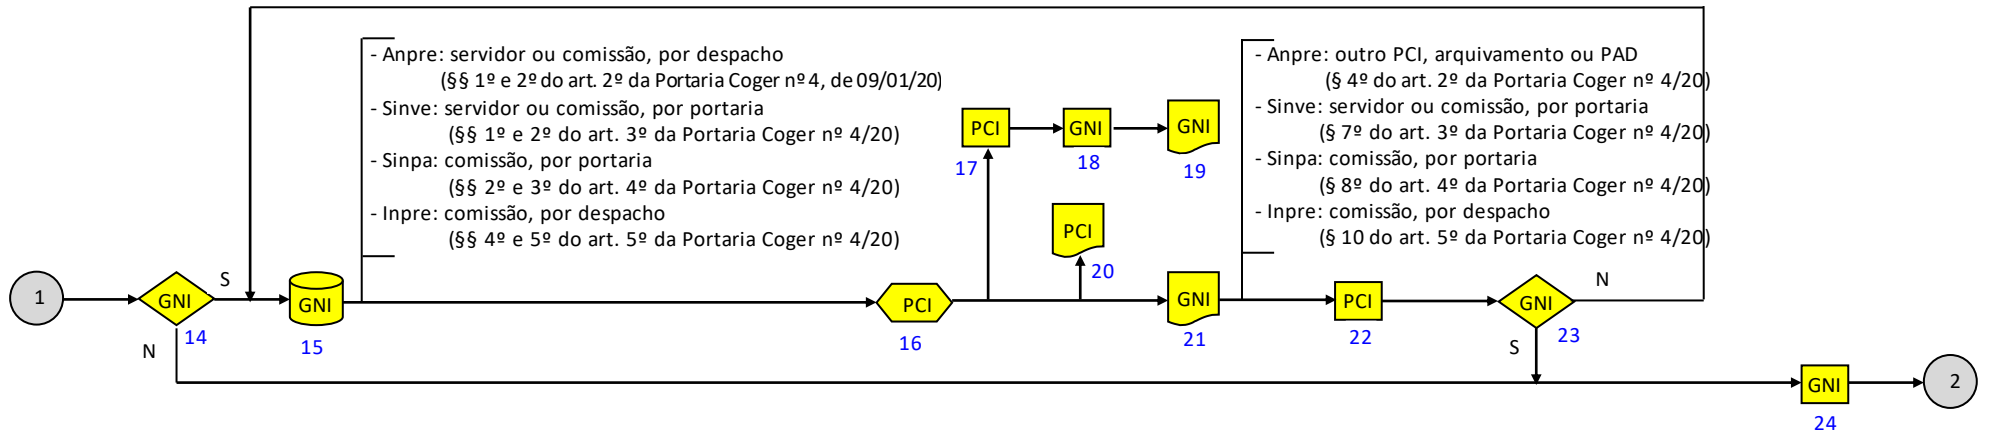 - Anpre: servidor ou comissão, por despacho
(§§ 1º e 2º do art. 2º da Portaria Coger nº 4, de 09/01/20)
- Sinve: servidor ou comissão, por portaria
(§§ 1º e 2º do art. 3º da Portaria Coger nº 4/20)
- Sinpa: comissão, por portaria
(§§ 2º e 3º do art. 4º da Portaria Coger nº 4/20)
- Inpre: comissão, por despacho
(§§ 4º e 5º do art. 5º da Portaria Coger nº 4/20)
- Anpre: outro PCI, arquivamento ou PAD
(§ 4º do art. 2º da Portaria Coger nº 4/20)
- Sinve: servidor ou comissão, por portaria
(§ 7º do art. 3º da Portaria Coger nº 4/20)
- Sinpa: comissão, por portaria
(§ 8º do art. 4º da Portaria Coger nº 4/20)
- Inpre: comissão, por despacho
(§ 10 do art. 5º da Portaria Coger nº 4/20)
PCI
17
GNI
18
GNI
19
PCI
20
1
GNI
14
S
N
GNI
15
PCI
16
GNI
21
PCI
22
GNI
23
N
S
GNI
24
2